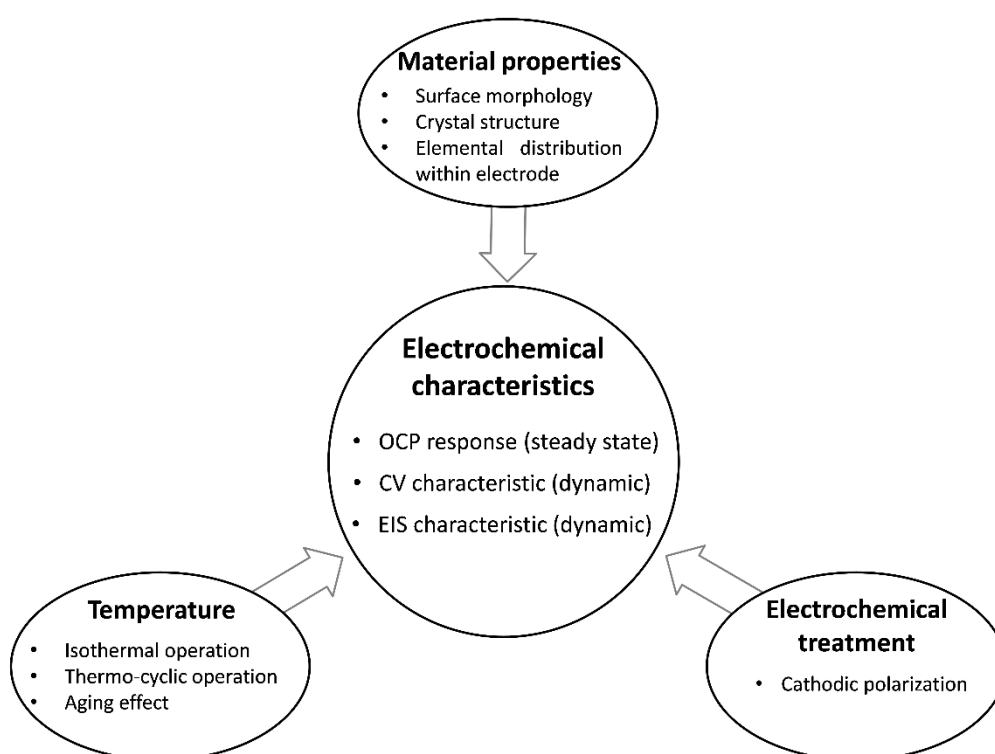 Material properties
• Surface morphology
• Crystal structure
• Elemental distribution
within electrode
Electrochemical
characteristics
• OCP response (steady state)
• CV characteristic (dynamic)
• EIS characteristic (dynamic)
Temperature
• Isothermal operation
• Thermo-cyclic operation
• Aging effect
Electrochemical
treatment
• Cathodic polarization